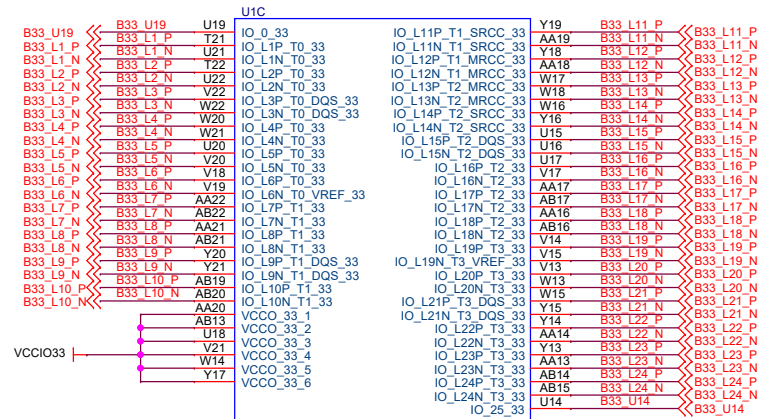 U1C
B33_U19 B33_U19 U19 IO_0_33 IO_L11P_T1_SRCC_33 Y19 B33_L11_P B33_L11_P
B33_L1_P B33_L1_P T21 IO_L1P_T0_33 IO_L11N_T1_SRCC_33 AA19 B33_L11_N B33_L11_N
B33_L1_N B33_L1_N U21 IO_L1N_T0_33 IO_L12P_T1_MRCC_33 Y18 B33_L12_P B33_L12_P
B33_L2_P B33_L2_P T22 IO_L2P_T0_33 IO_L12N_T1_MRCC_33 AA18 B33_L12_N B33_L12_N
B33_L2_N B33_L2_N U22 IO_L2N_T0_33 IO_L13P_T2_MRCC_33 W17 B33_L13_P B33_L13_P
B33_L3_P B33_L3_P V22 IO_L3P_T0_DQS_33 IO_L13N_T2_MRCC_33 W18 B33_L13_N B33_L13_N
B33_L3_N B33_L3_N W22 IO_L3N_T0_DQS_33 IO_L14P_T2_SRCC_33 W16 B33_L14_P B33_L14_P
B33_L4_P B33_L4_P W20 IO_L4P_T0_33 IO_L14N_T2_SRCC_33 Y16 B33_L14_N B33_L14_N
B33_L4_N B33_L4_N W21 IO_L4N_T0_33 IO_L15P_T2_DQS_33 U15 B33_L15_P B33_L15_P
B33_L5_P B33_L5_P U20 IO_L5P_T0_33 IO_L15N_T2_DQS_33 U16 B33_L15_N B33_L15_N
B33_L5_N B33_L5_N V20 IO_L5N_T0_33 IO_L16P_T2_33 U17 B33_L16_P B33_L16_P
B33_L6_P B33_L6_P V18 IO_L6P_T0_33 IO_L16N_T2_33 V17 B33_L16_N B33_L16_N
B33_L6_N B33_L6_N V19 IO_L6N_T0_VREF_33 IO_L17P_T2_33 AA17 B33_L17_P B33_L17_P
B33_L7_P B33_L7_P AA22 IO_L7P_T1_33 IO_L17N_T2_33 AB17 B33_L17_N B33_L17_N
B33_L7_N B33_L7_N AB22 IO_L7N_T1_33 IO_L18P_T2_33 AA16 B33_L18_P B33_L18_P
B33_L8_P B33_L8_P AA21 IO_L8P_T1_33 IO_L18N_T2_33 AB16 B33_L18_N B33_L18_N
B33_L8_N B33_L8_N AB21 IO_L8N_T1_33 IO_L19P_T3_33 V14 B33_L19_P B33_L19_P
B33_L9_P B33_L9_P Y20 IO_L9P_T1_DQS_33 IO_L19N_T3_VREF_33 V15 B33_L19_N B33_L19_N
B33_L9_N B33_L9_N Y21 IO_L9N_T1_DQS_33 IO_L20P_T3_33 V13 B33_L20_P B33_L20_P
B33_L10_P B33_L10_P AB19 IO_L10P_T1_33 IO_L20N_T3_33 W13 B33_L20_N B33_L20_N
B33_L10_N B33_L10_N AB20 IO_L10N_T1_33 IO_L21P_T3_DQS_33 W15 B33_L21_P B33_L21_P
AA20 VCCO_33_1 IO_L21N_T3_DQS_33 Y15 B33_L21_N B33_L21_N
AB13 VCCO_33_2 IO_L22P_T3_33 Y14 B33_L22_P B33_L22_P
U18 VCCO_33_3 IO_L22N_T3_33 AA14 B33_L22_N B33_L22_N
VCCIO33 V21 VCCO_33_4 IO_L23P_T3_33 Y13 B33_L23_P B33_L23_P
W14 VCCO_33_5 IO_L23N_T3_33 AA13 B33_L23_N B33_L23_N
Y17 VCCO_33_6 IO_L24P_T3_33 AB14 B33_L24_P B33_L24_P
IO_L24N_T3_33 AB15 B33_L24_N B33_L24_N
IO_25_33 U14 B33_U14 B33_U14